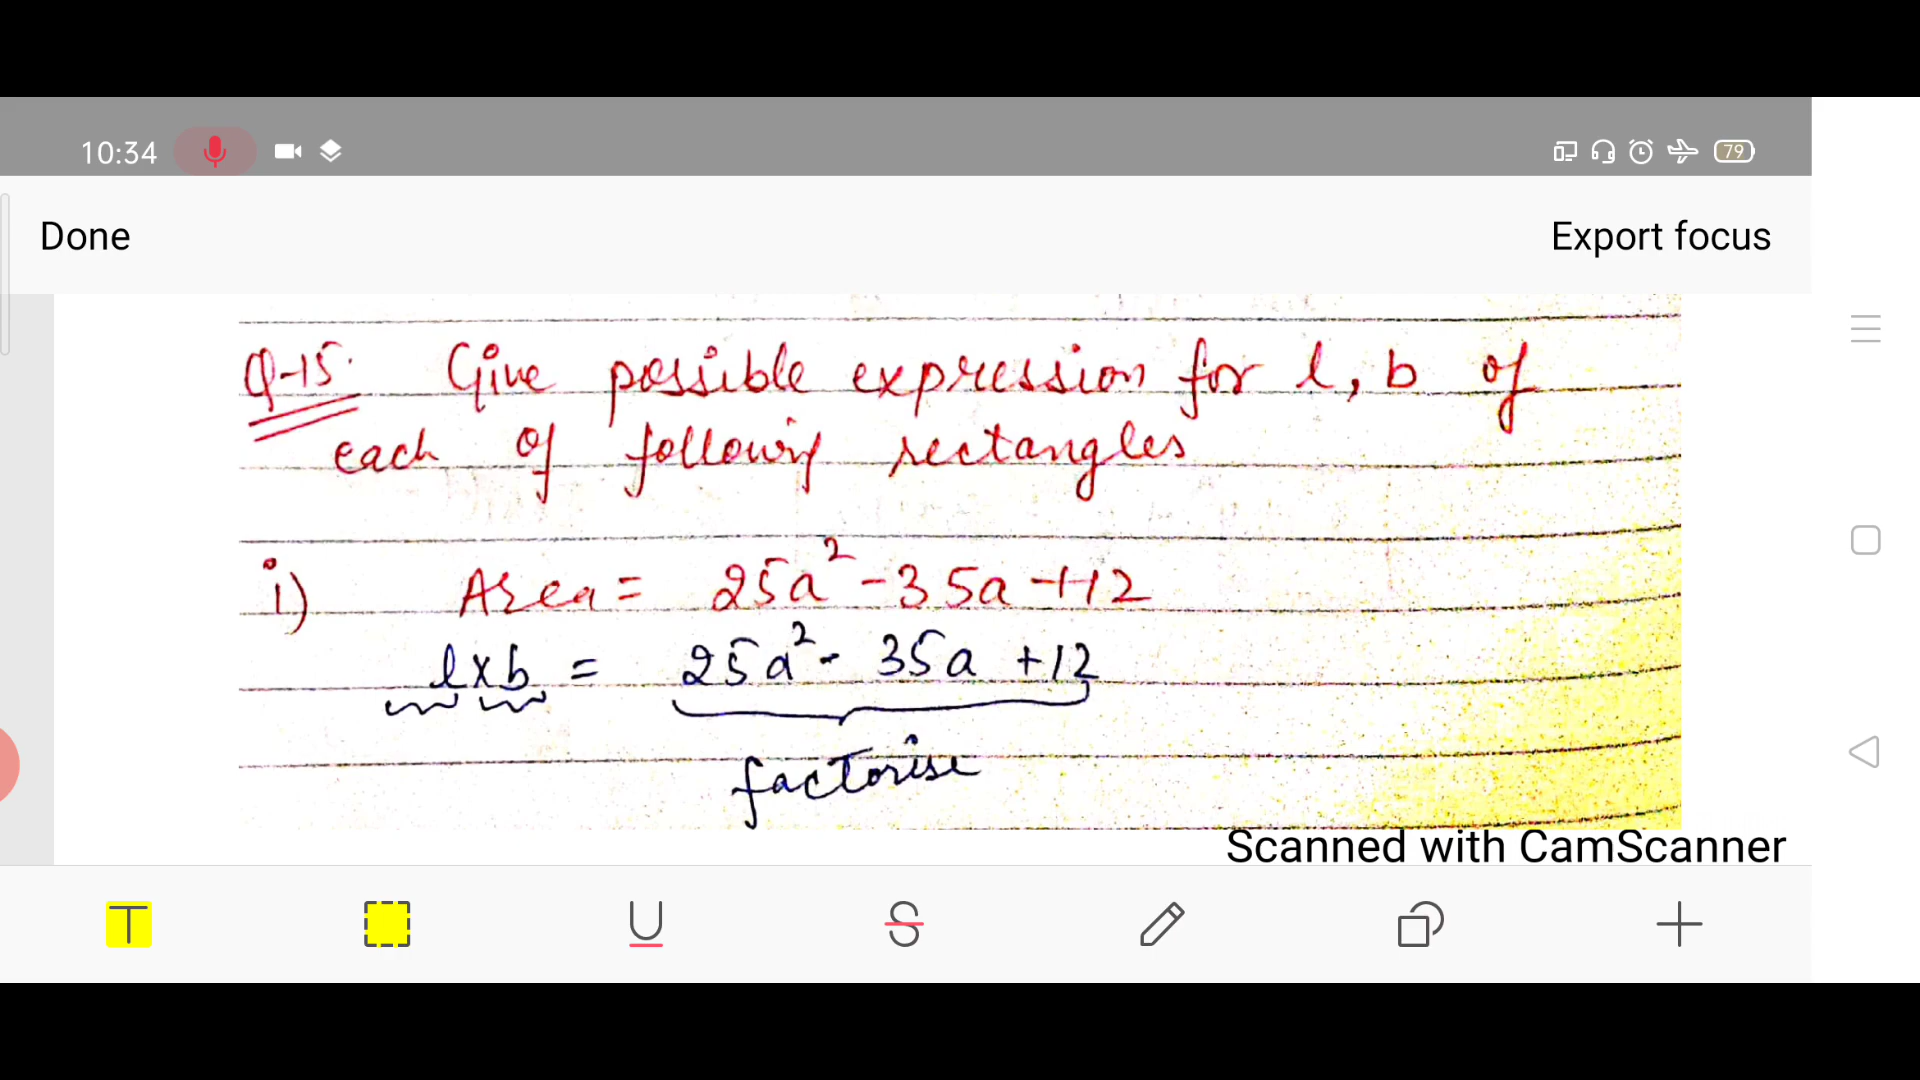 10:34
79
Done
Export focus
Q-15. Give possible expression for l, b of
each of following rectangles
i) Area = 25a² - 35a + 12
l x b = 25a² - 35a + 12
factorise
Scanned with CamScanner
T
U
S